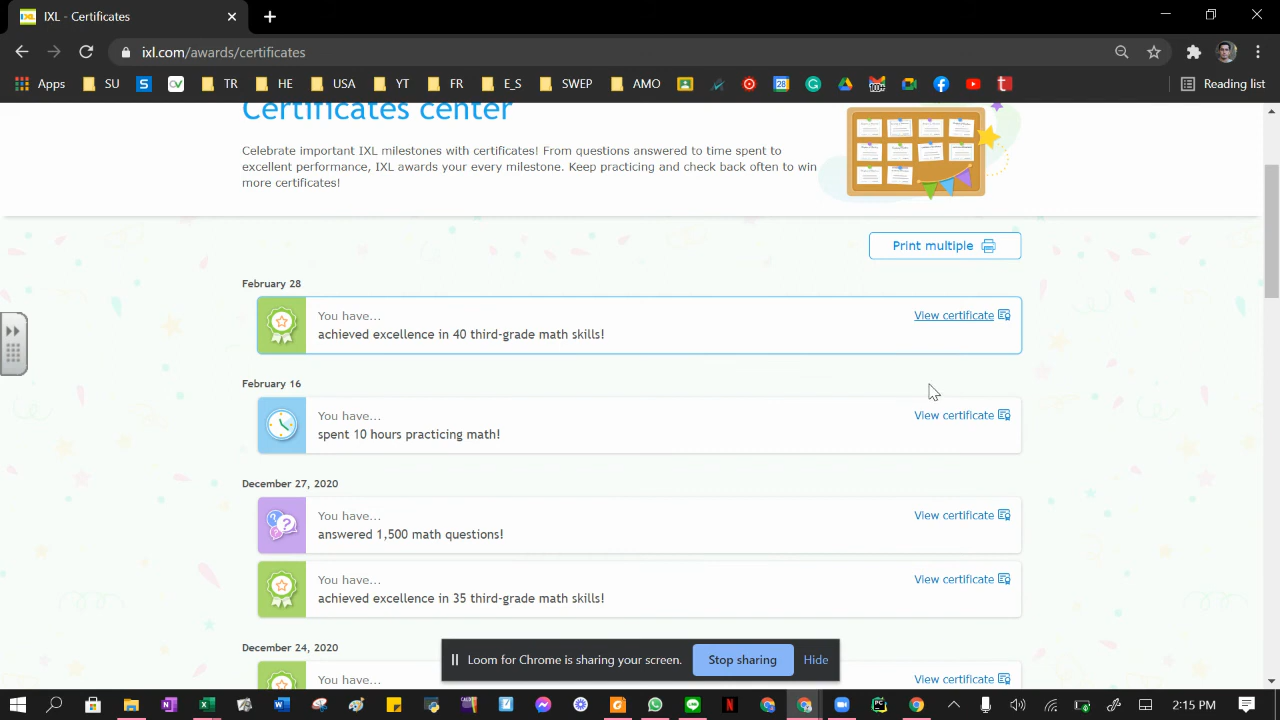 IXL - Certificates
ixl.com/awards/certificates
Apps SU TR HE USA YT FR E_S SWEP AMO 28 100+ Reading list
Certificates center
Celebrate important IXL milestones with certificates! From questions answered to time spent to
excellent performance, IXL awards your every milestone. Keep practicing and check back often to win
more certificates!
Print multiple
February 28
You have...
View certificate
achieved excellence in 40 third-grade math skills!
February 16
You have...
View certificate
spent 10 hours practicing math!
December 27, 2020
You have...
View certificate
answered 1,500 math questions!
You have...
View certificate
achieved excellence in 35 third-grade math skills!
December 24, 2020
You have...
View certificate
Loom for Chrome is sharing your screen. Stop sharing Hide
2:15 PM